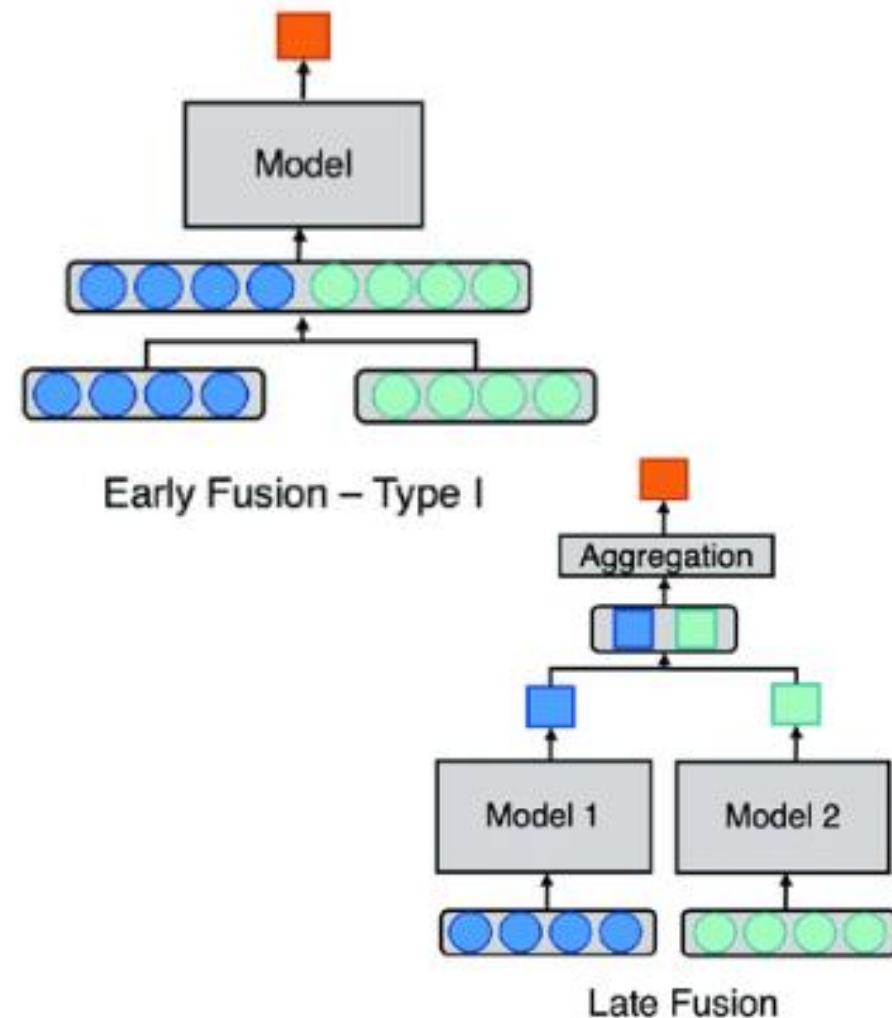 Model
Early Fusion – Type I
Aggregation
Model 1
Model 2
Late Fusion